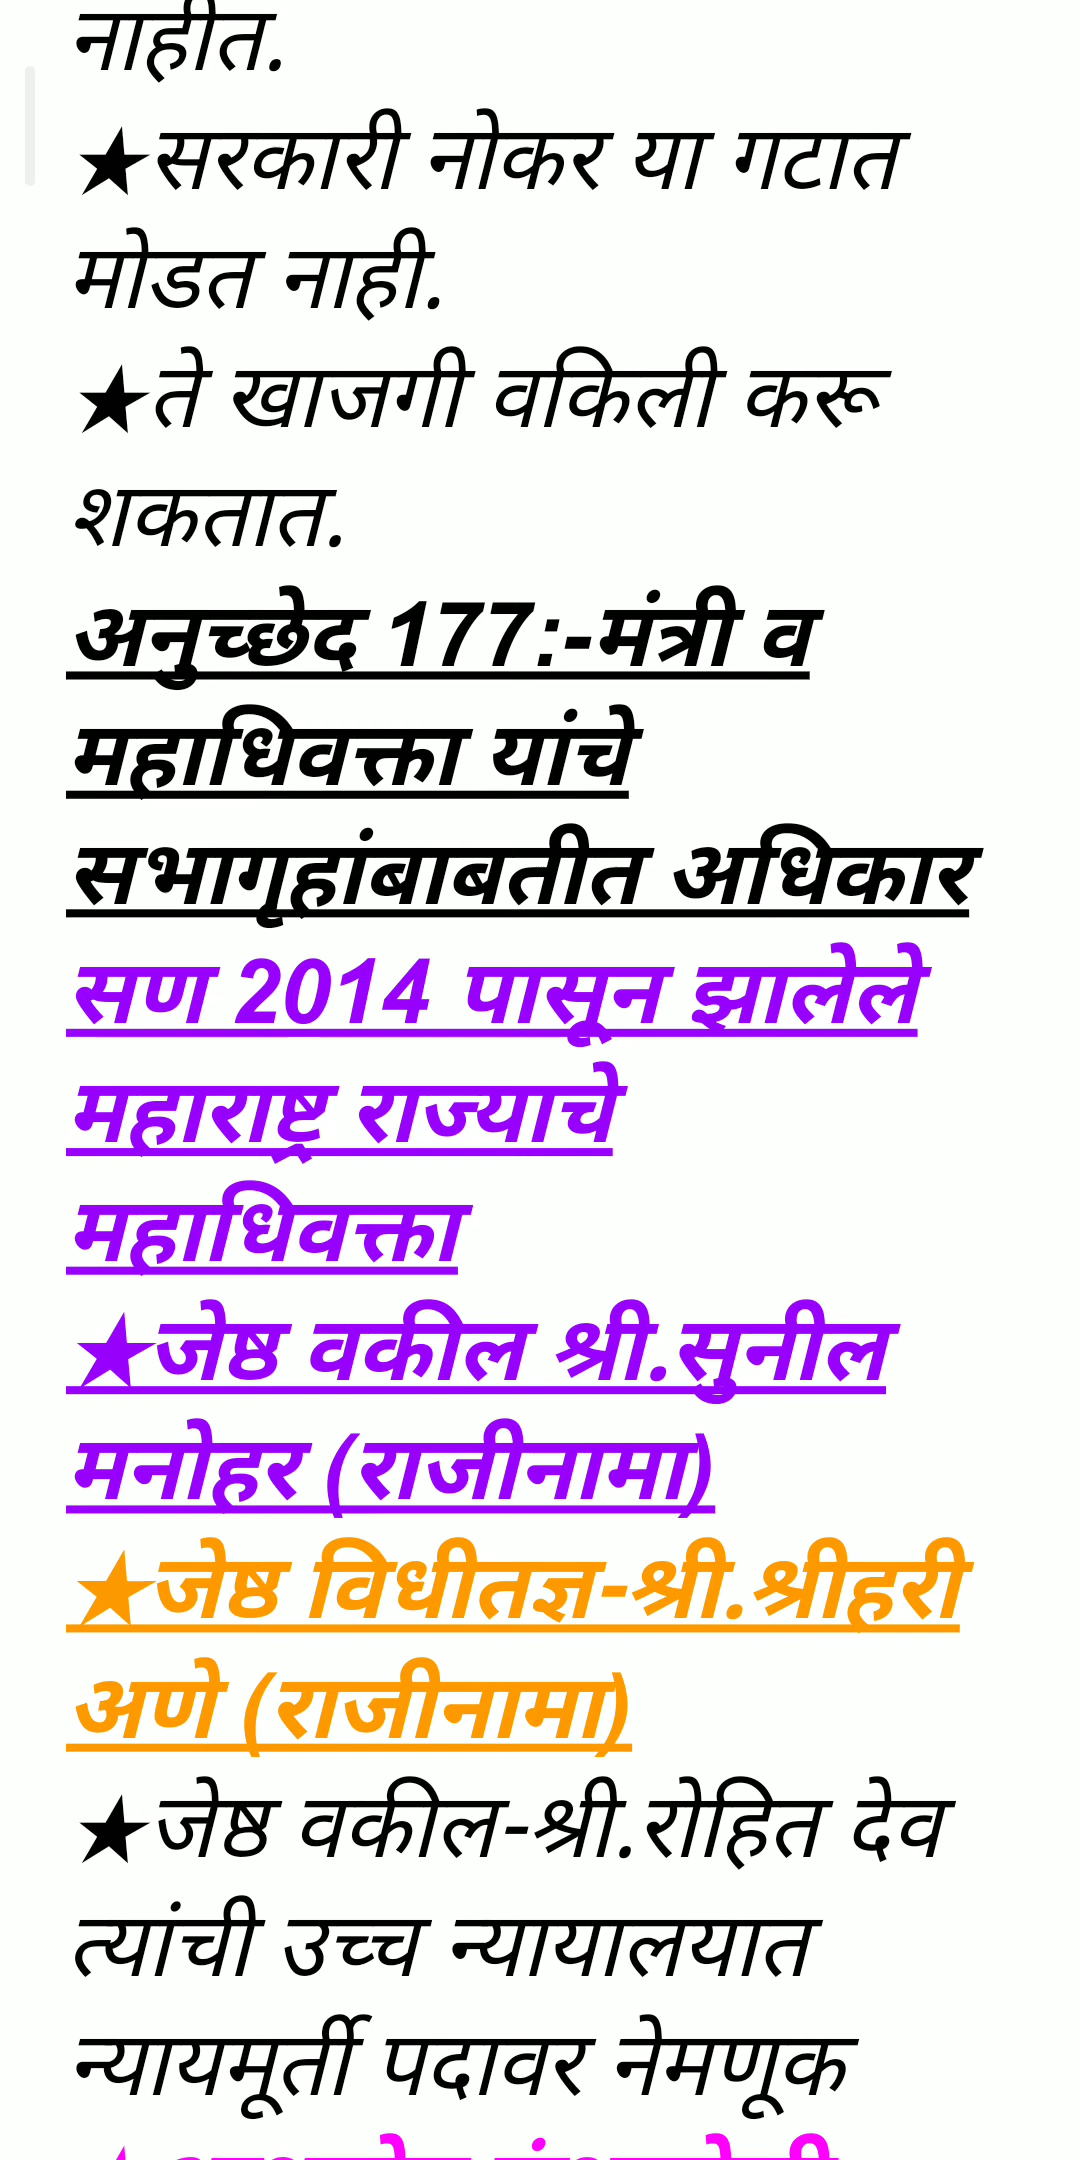 नाहीत.
★सरकारी नोकर या गटात
मोडत नाही.
★ते खाजगी वकिली करू
शकतात.
अनुच्छेद 177:-मंत्री व
महाधिवक्ता यांचे
सभागृहांबाबतीत अधिकार
सण 2014 पासून झालेले
महाराष्ट्र राज्याचे
महाधिवक्ता
★जेष्ठ वकील श्री.सुनील
मनोहर (राजीनामा)
★जेष्ठ विधीतज्ञ-श्री.श्रीहरी
अणे (राजीनामा)
★जेष्ठ वकील-श्री.रोहित देव
त्यांची उच्च न्यायालयात
न्यायमूर्ती पदावर नेमणूक